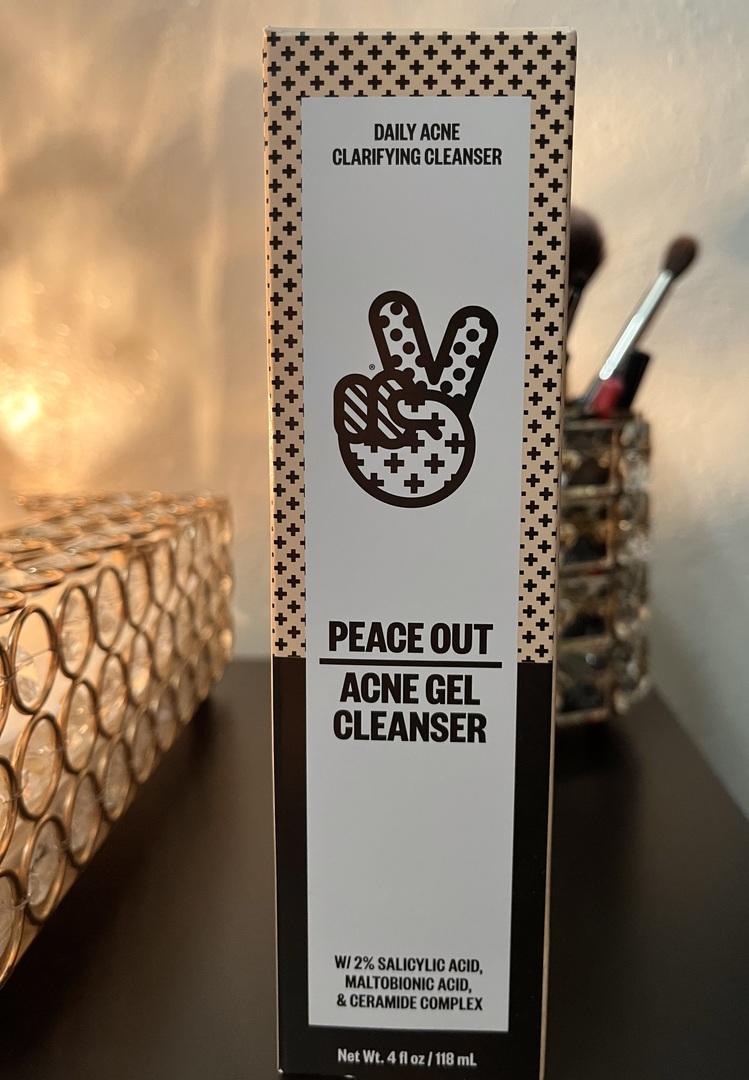 DAILY ACNE
CLARIFYING CLEANSER
®
PEACE OUT
ACNE GEL
CLEANSER
W/ 2% SALICYLIC ACID,
MALTOBIONIC ACID,
& CERAMIDE COMPLEX
Net Wt. 4 fl oz / 118 mL